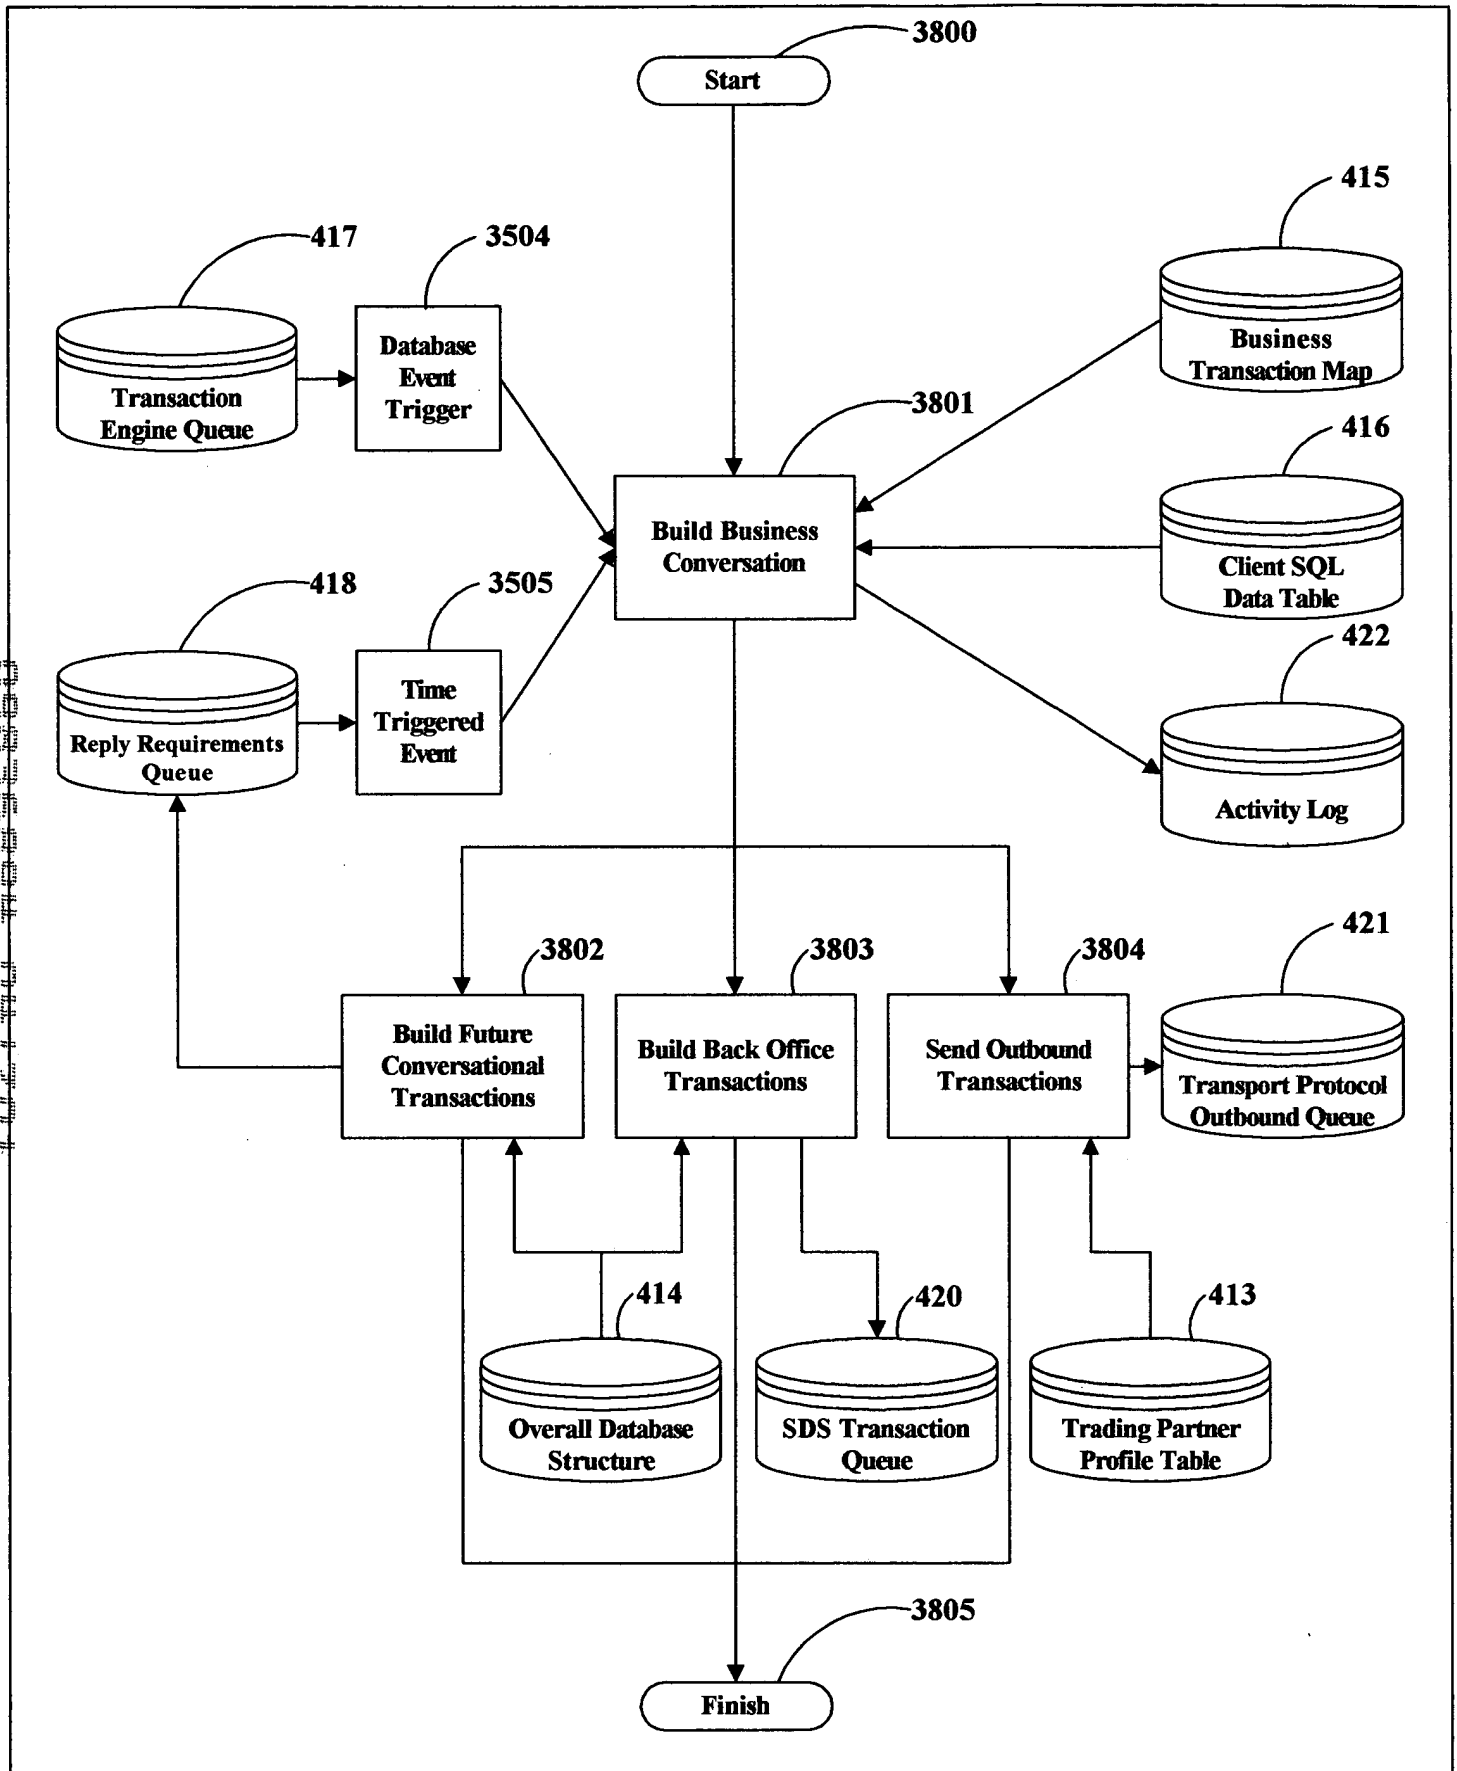 3800
Start
415
417
3504
Business
Transaction Map
Database
Event
Trigger
Transaction
Engine Queue
3801
416
Build Business
Conversation
Client SQL
Data Table
418
3505
422
Time
Triggered
Event
Reply Requirements
Queue
Activity Log
421
3802
3803
3804
Build Future
Conversational
Transactions
Build Back Office
Transactions
Send Outbound
Transactions
Transport Protocol
Outbound Queue
414
420
413
Overall Database
Structure
SDS Transaction
Queue
Trading Partner
Profile Table
3805
Finish